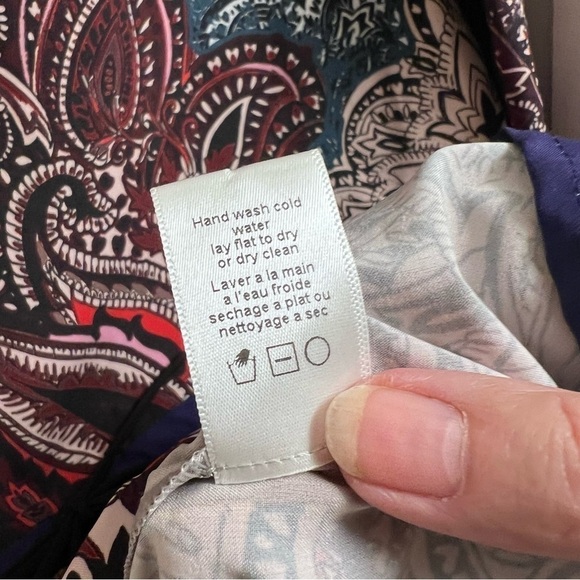 Hand wash cold
water
lay flat to dry
or dry clean
Laver a la main
a l'eau froide
sechage a plat ou
nettoyage a sec